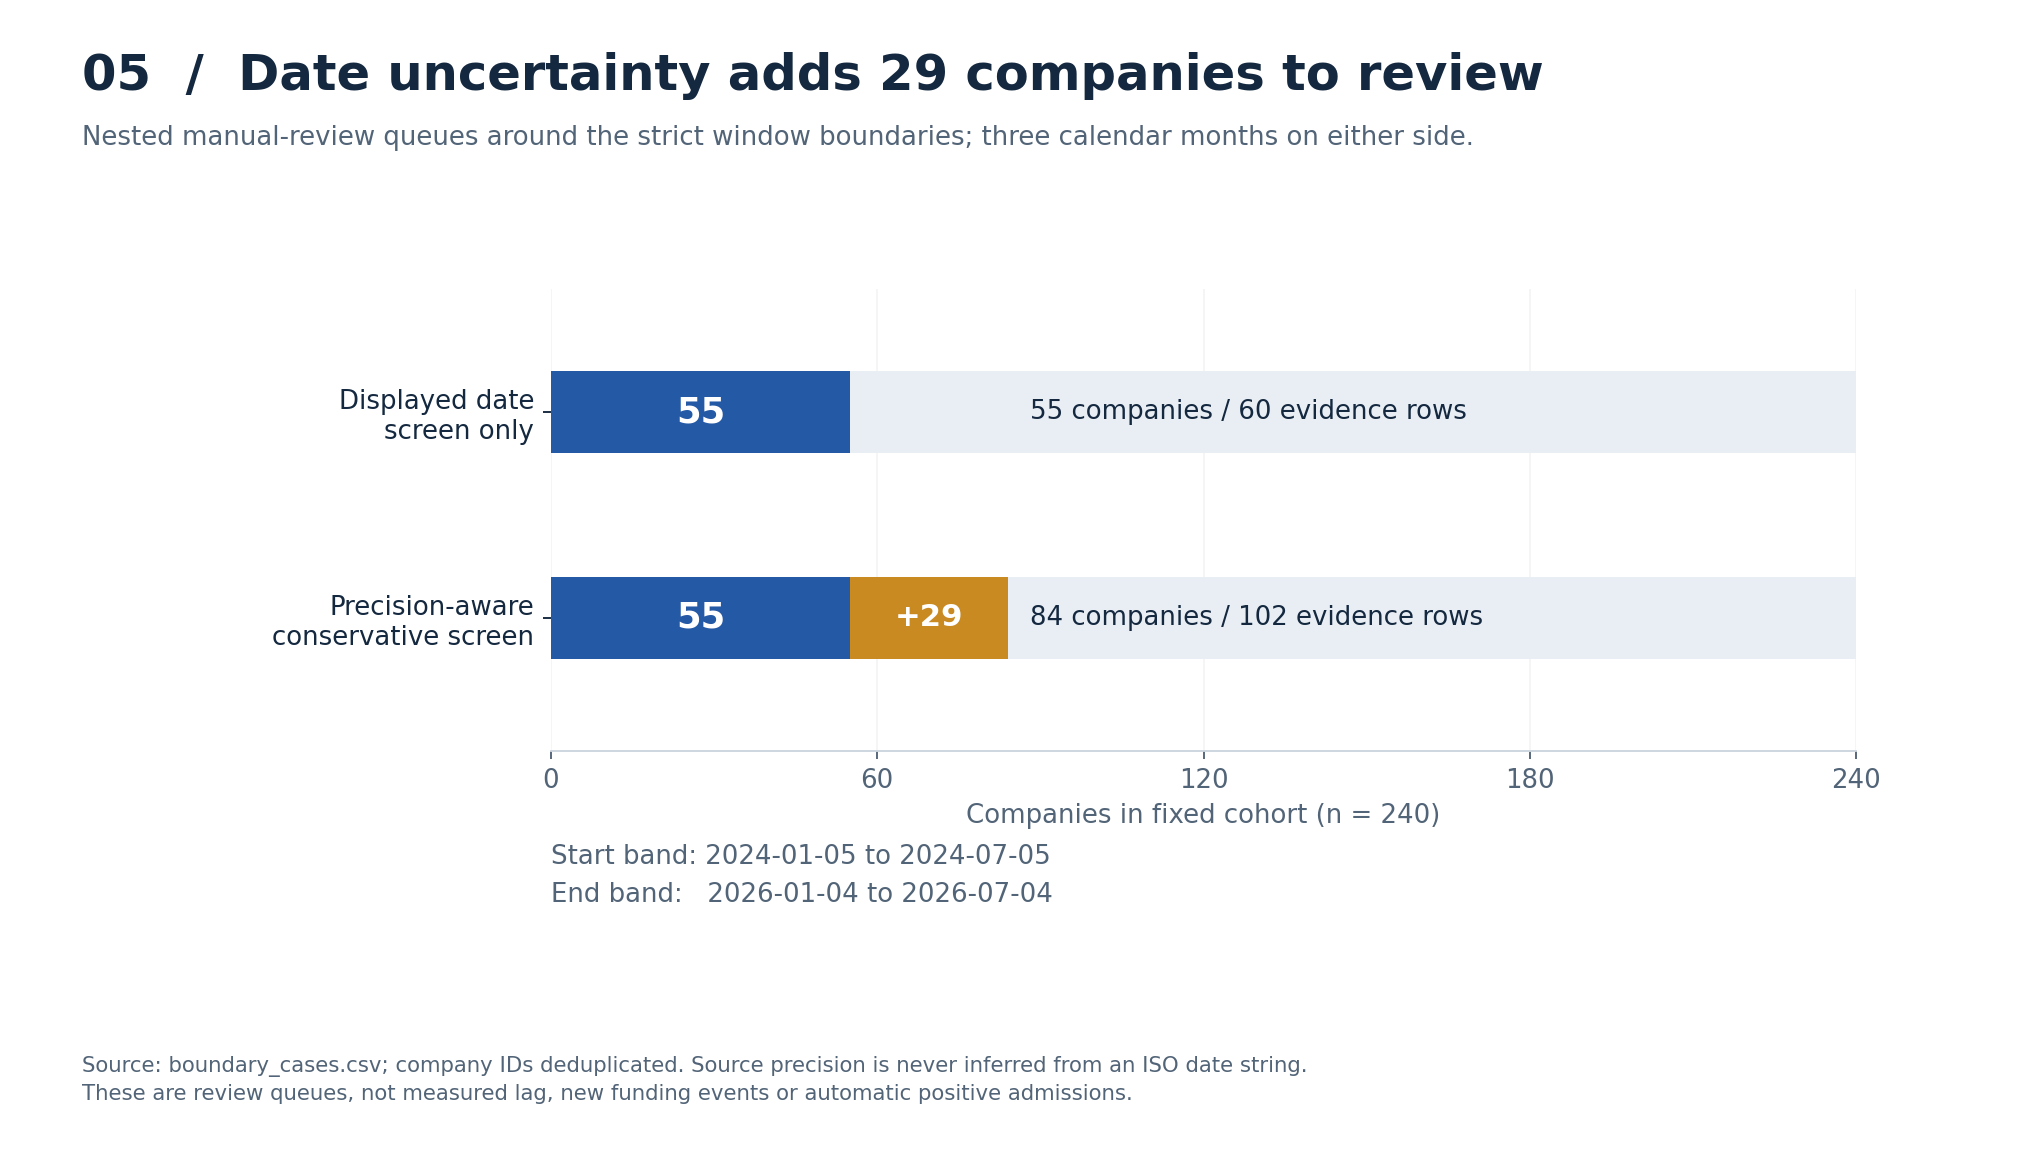 05 / Date uncertainty adds 29 companies to review
Nested manual-review queues around the strict window boundaries; three calendar months on either side.
Displayed date
screen only
55
55 companies / 60 evidence rows
Precision-aware
conservative screen
55
+29
84 companies / 102 evidence rows
0 60 120 180 240
Companies in fixed cohort (n = 240)
Start band: 2024-01-05 to 2024-07-05
End band: 2026-01-04 to 2026-07-04
Source: boundary_cases.csv; company IDs deduplicated. Source precision is never inferred from an ISO date string.
These are review queues, not measured lag, new funding events or automatic positive admissions.